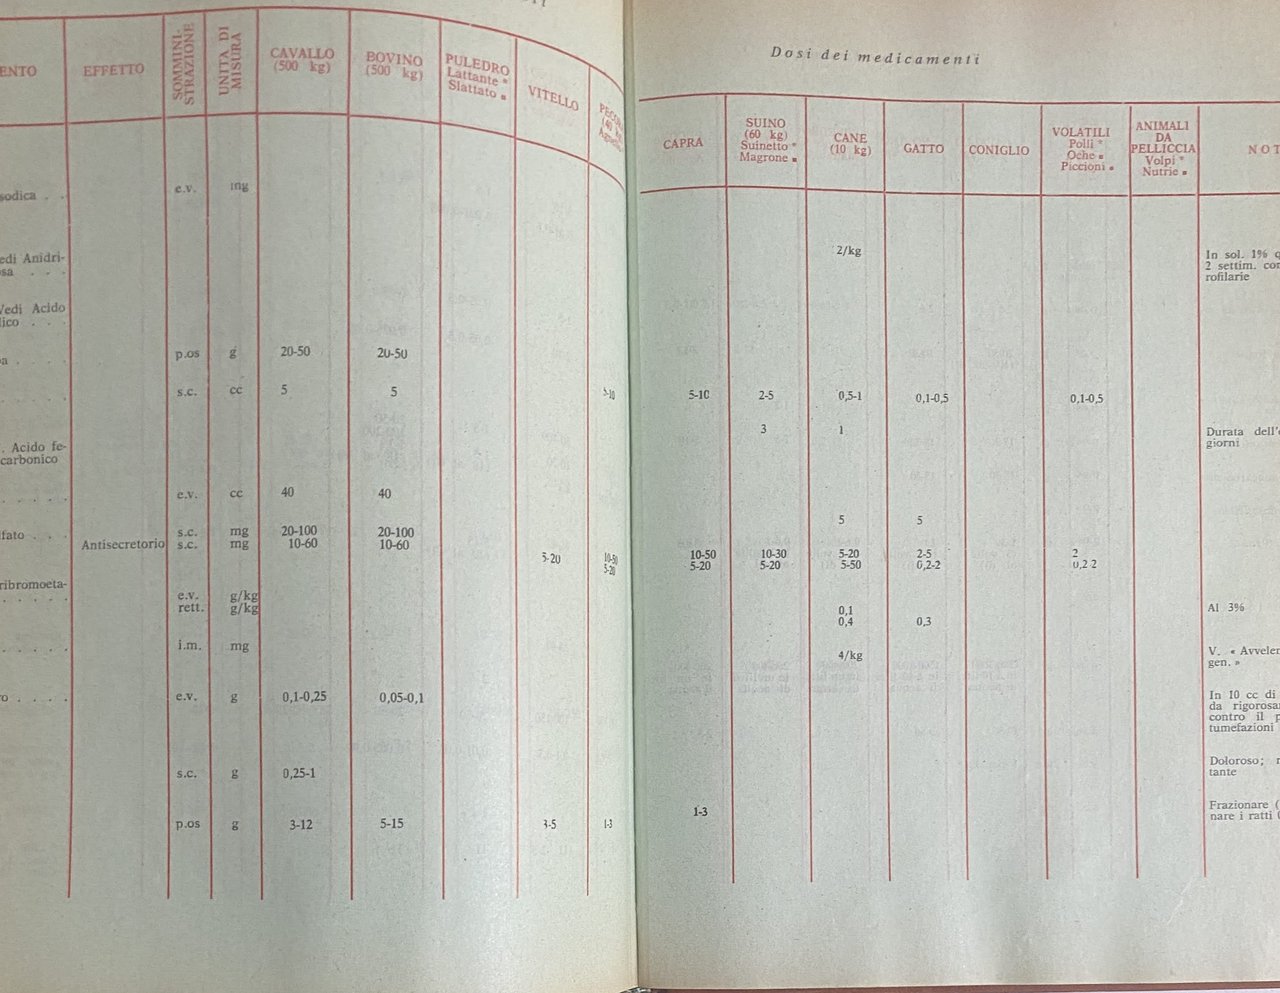 ENTO
EFFETTO
SOMMINI-
STRAZIONE
UNITÀ DI
MISURA
CAVALLO
(500 kg)
BOVINO
(500 kg)
PULEDRO
Lattante *
Slattato ■
VITELLO
sodica . .
e.v. mg
edi Anidri-
sa . . .
Vedi Acido
lico . . .
a . . . .
p.os g 20-50 20-50
. . . . .
s.c. cc 5 5 5-10
. Acido fe-
carbonico
. . . . .
e.v. cc 40 40
fato . . .
s.c. mg 20-100 20-100
Antisecretorio s.c. mg 10-60 10-60
5-20 10-50
5-20
ribromoeta-
. . . . .
e.v. g/kg
rett. g/kg
. . . . .
i.m. mg
o . . . .
e.v. g 0,1-0,25 0,05-0,1
s.c. g 0,25-1
p.os g 3-12 5-15 3-5 1-3
Dosi dei medicamenti
CAPRA
SUINO
(60 kg)
Suinetto *
Magrone ■
CANE
(10 kg)
GATTO
CONIGLIO
VOLATILI
Polli *
Oche ■
Piccioni ■
ANIMALI
DA
PELLICCIA
Volpi *
Nutrie ■
NOT
2/kg
In sol. 1% q
2 settim. con
rofilarie
5-10 2-5 0,5-1 0,1-0,5 0,1-0,5
3 1
Durata dell'
giorni
5 5
10-50 10-30 5-20 2-5 2
5-20 5-20 5-50 0,2-2 0,2 2
0,1
0,4 0,3
Al 3%
4/kg
V. « Avvelen
gen. »
In 10 cc di
da rigorosa
contro il p
tumefazioni
Doloroso; r
tante
1-3
Frazionare (
nare i ratti